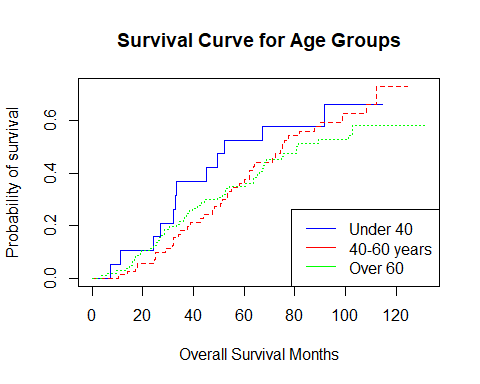 Survival Curve for Age Groups
Probability of survival
0.6
0.4
0.2
0.0
Under 40
40-60 years
Over 60
0 20 40 60 80 100 120
Overall Survival Months